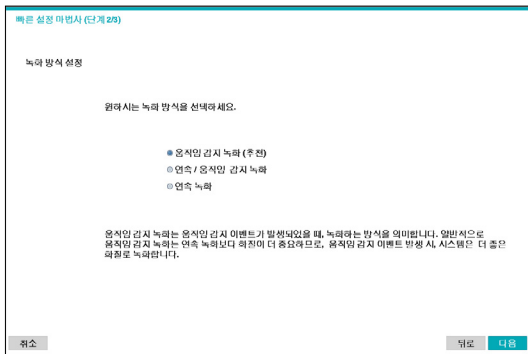 빠른 설정 마법사 (단계 2/3)
녹화 방식 설정
원하시는 녹화 방식을 선택하세요.
움직임 감지 녹화 (추천)
연속 / 움직임 감지 녹화
연속 녹화
움직임 감지 녹화는 움직임 감지 이벤트가 발생되었을 때, 녹화하는 방식을 의미합니다. 일반적으로
움직임 감지 녹화는 연속 녹화보다 화질이 더 중요하므로, 움직임 감지 이벤트 발생 시, 시스템은 더 좋은
화질로 녹화합니다.
취소 뒤로 다음